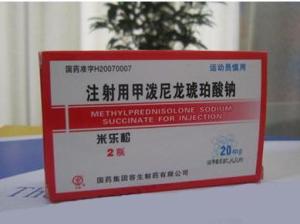 国药准字H20070007
运动员慎用
注射用甲泼尼龙琥珀酸钠
METHYLPREDNISOLONE SODIUM
SUCCINATE FOR INJECTION
米乐松
2瓶
20mg
国药集团容生制药有限公司
Th